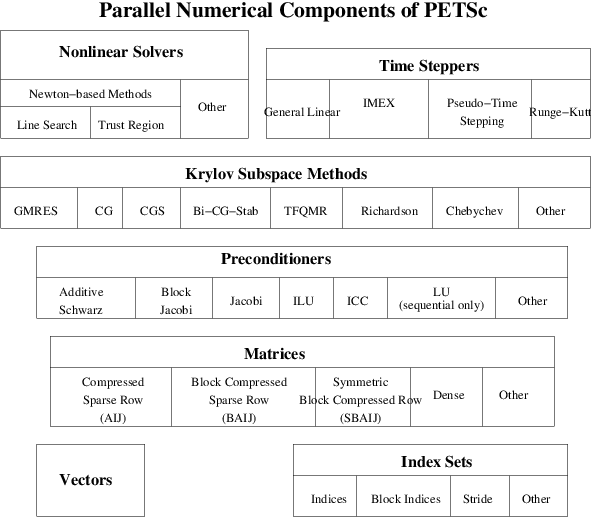 Parallel Numerical Components of PETSc
Nonlinear Solvers
Newton−based Methods
Line Search
Trust Region
Other
Time Steppers
General Linear
IMEX
Pseudo−Time
Stepping
Runge−Kutt
Krylov Subspace Methods
GMRES
CG
CGS
Bi−CG−Stab
TFQMR
Richardson
Chebychev
Other
Preconditioners
Additive
Schwarz
Block
Jacobi
Jacobi
ILU
ICC
LU
(sequential only)
Other
Matrices
Compressed
Sparse Row
(AIJ)
Block Compressed
Sparse Row
(BAIJ)
Symmetric
Block Compressed Row
(SBAIJ)
Dense
Other
Vectors
Index Sets
Indices
Block Indices
Stride
Other